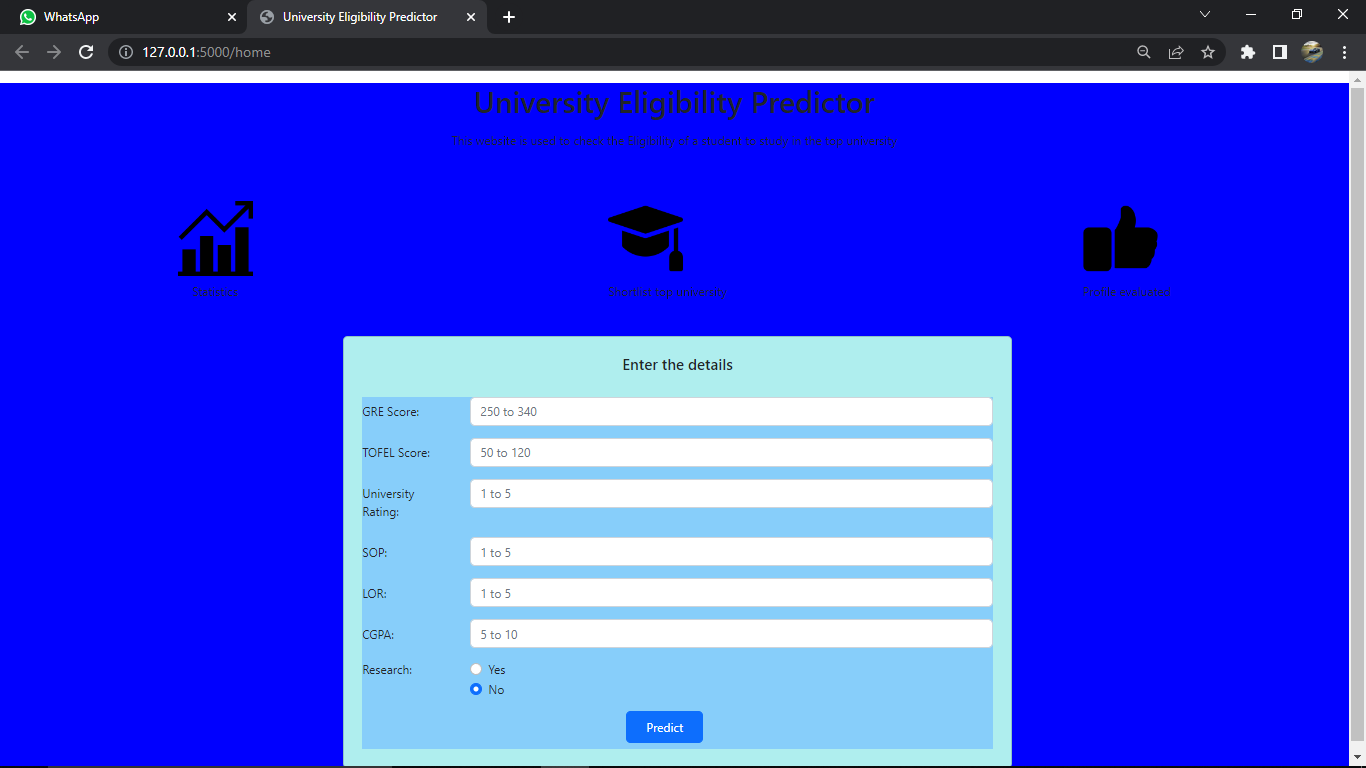 WhatsApp
University Eligibility Predictor
127.0.0.1:5000/home
University Eligibility Predictor
This website is used to check the Eligibility of a student to study in the top university
Statistics
Shortlist top university
Profile evaluated
Enter the details
GRE Score:
250 to 340
TOFEL Score:
50 to 120
University
Rating:
1 to 5
SOP:
1 to 5
LOR:
1 to 5
CGPA:
5 to 10
Research:
Yes
No
Predict